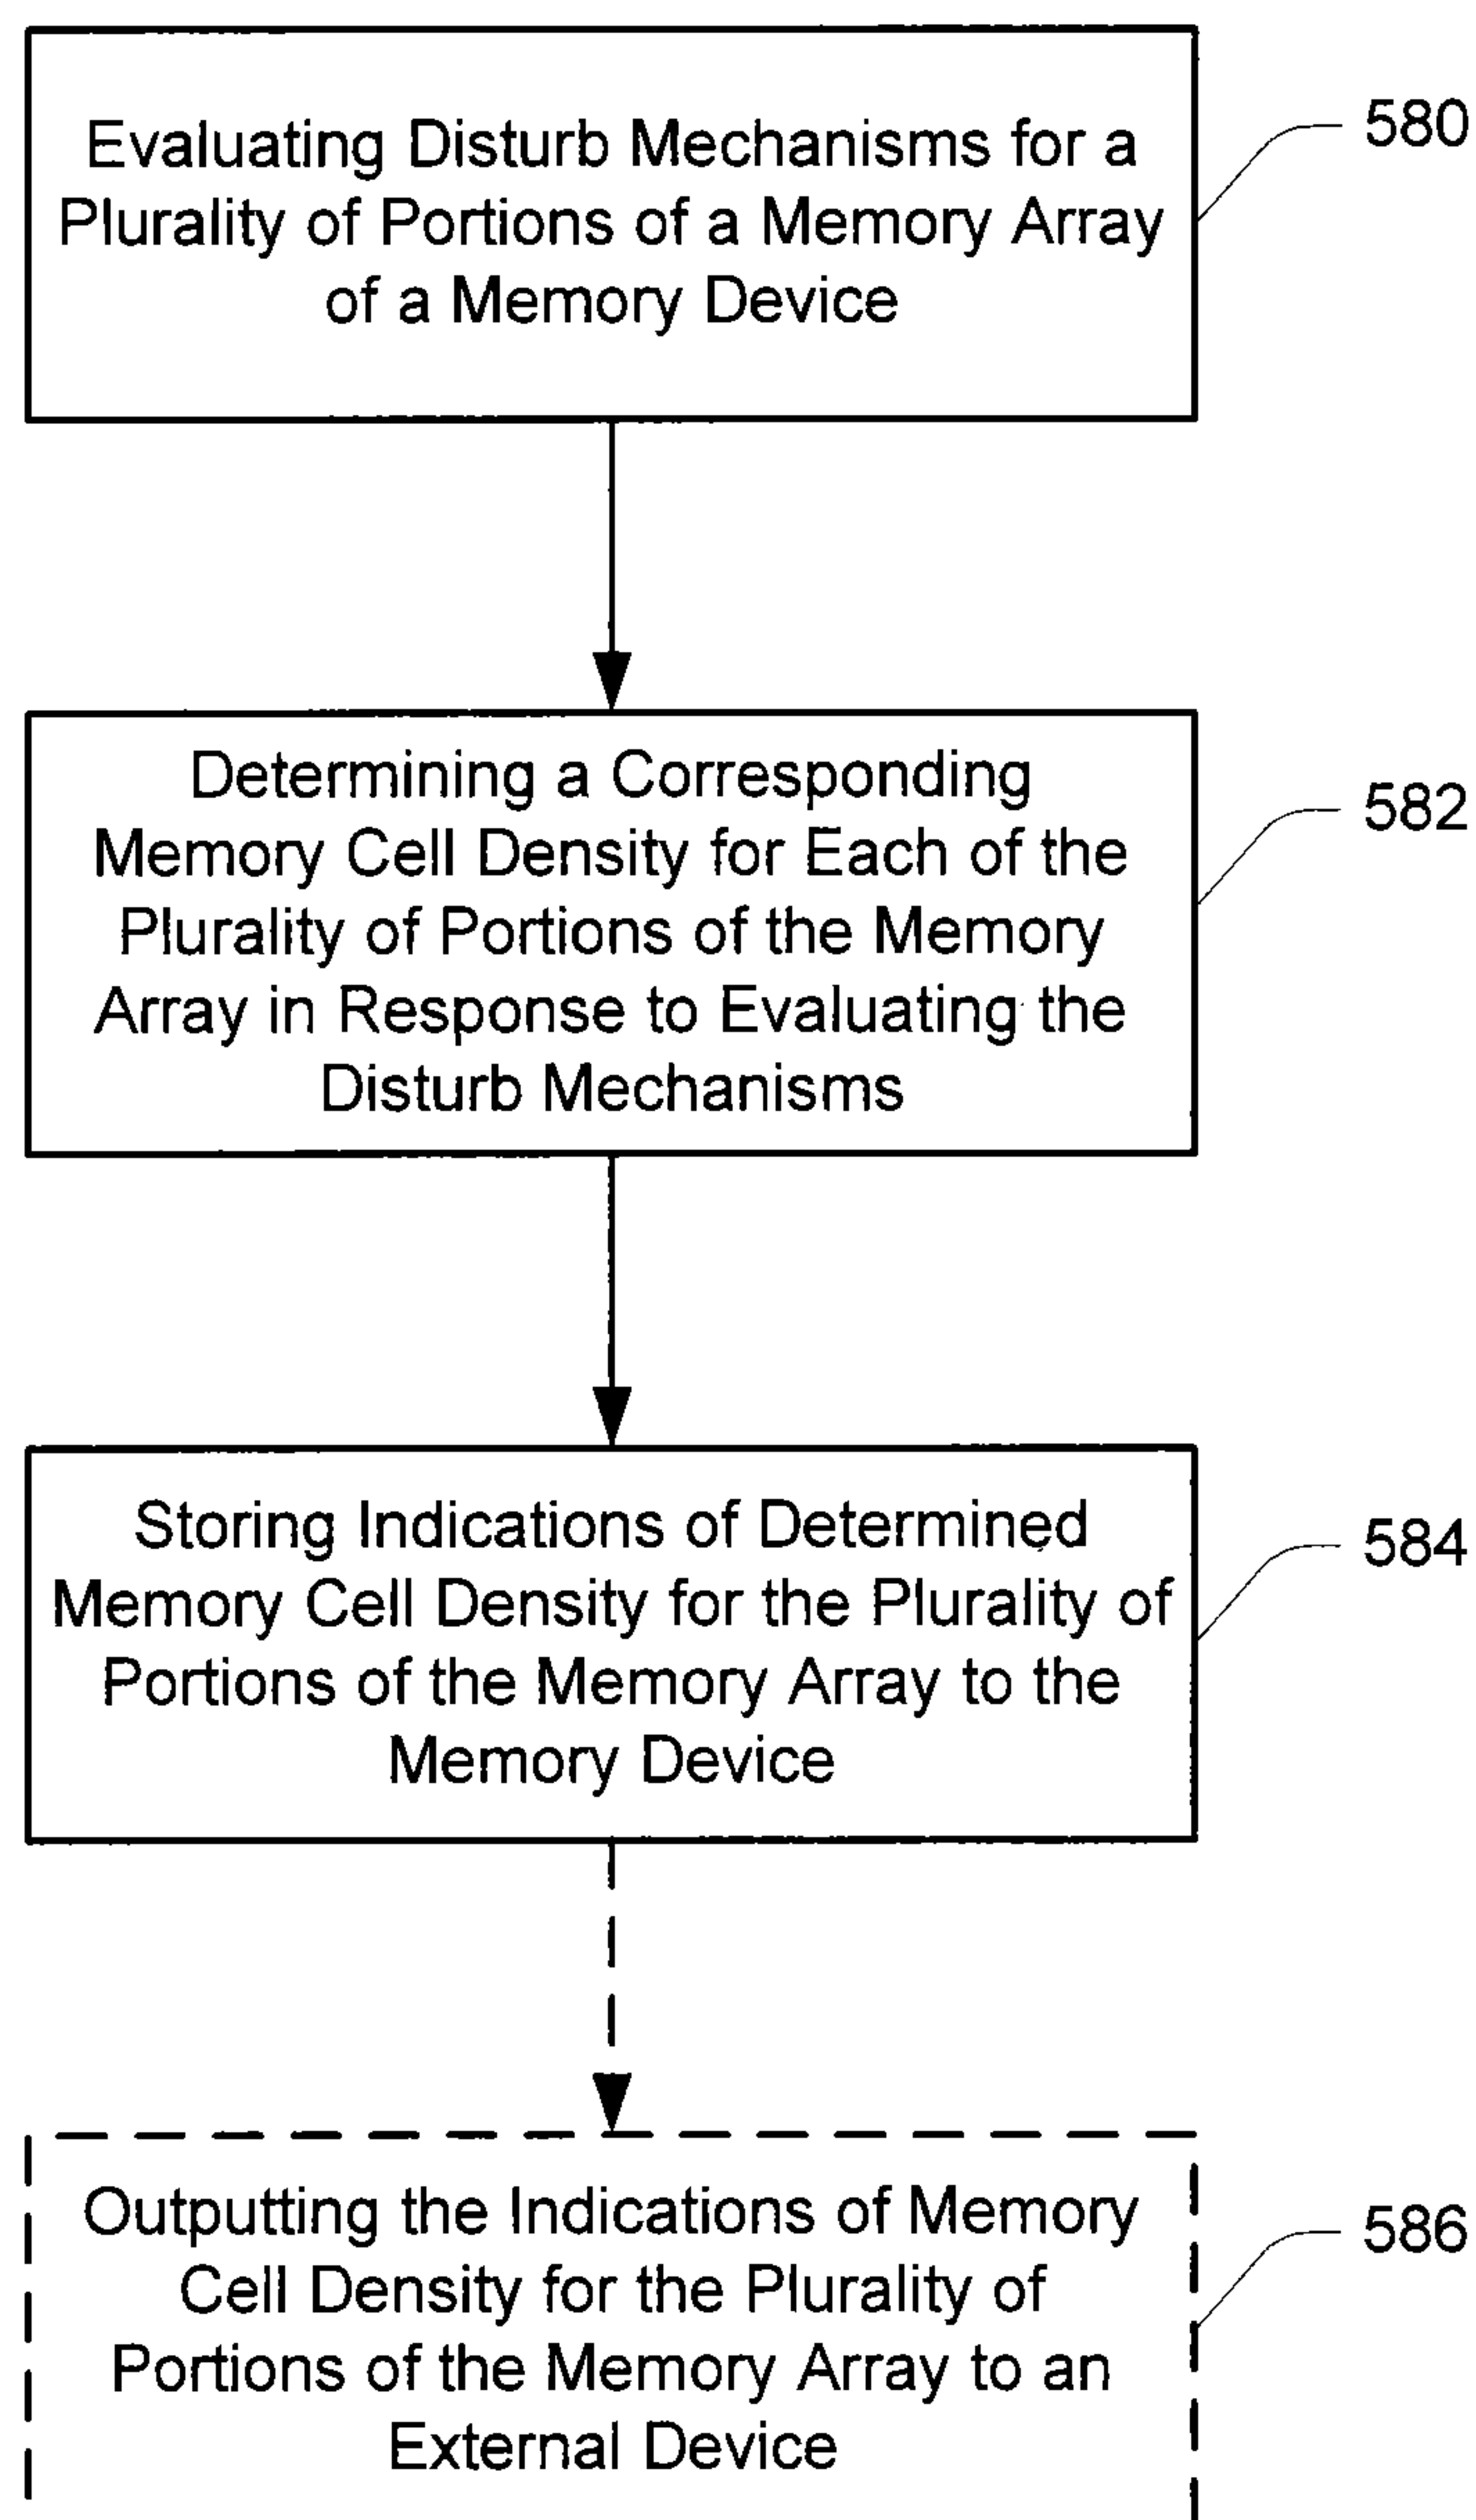 Evaluating Disturb Mechanisms for a
Plurality of Portions of a Memory Array
of a Memory Device
580
Determining a Corresponding
Memory Cell Density for Each of the
Plurality of Portions of the Memory
Array in Response to Evaluating the
Disturb Mechanisms
582
Storing Indications of Determined
Memory Cell Density for the Plurality of
Portions of the Memory Array to the
Memory Device
584
Outputting the Indications of Memory
Cell Density for the Plurality of
Portions of the Memory Array to an
External Device
586